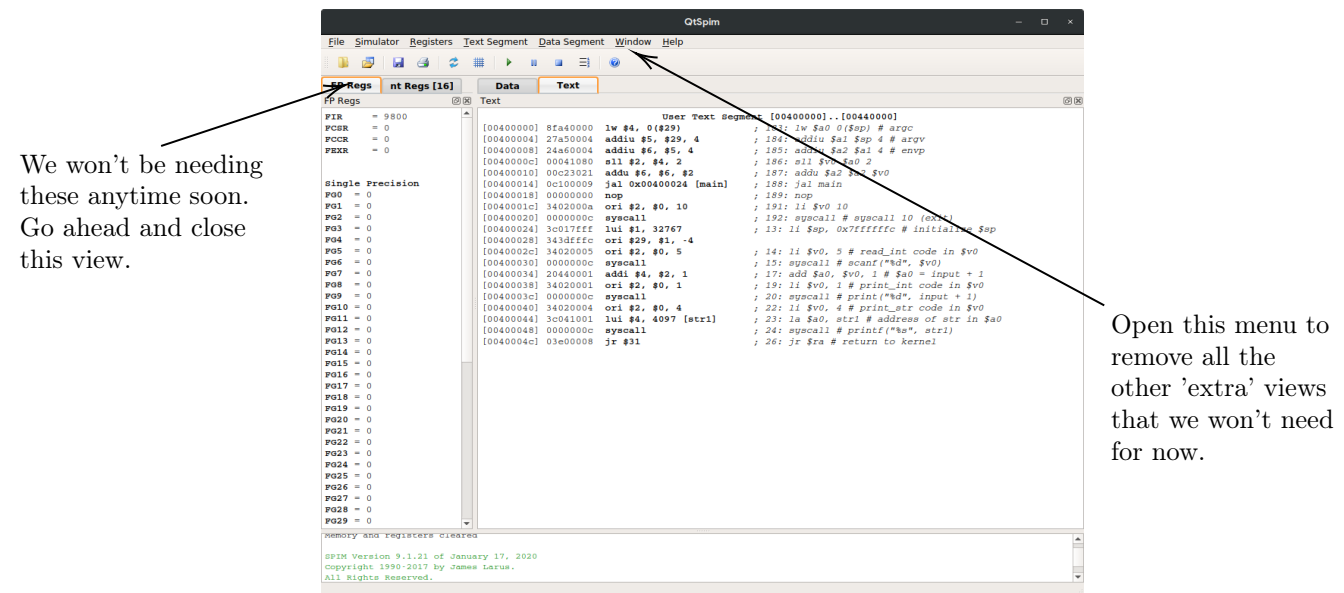 QtSpim
File Simulator Registers Text Segment Data Segment Window Help
FP Regs nt Regs [16] Data Text
FP Regs Text
We won't be needing
these anytime soon.
Go ahead and close
this view.
FIR = 9800
FCSR = 0
FCCR = 0
FEXR = 0
Single Precision
FG0 = 0
FG1 = 0
FG2 = 0
FG3 = 0
FG4 = 0
FG5 = 0
FG6 = 0
FG7 = 0
FG8 = 0
FG9 = 0
FG10 = 0
FG11 = 0
FG12 = 0
FG13 = 0
FG14 = 0
FG15 = 0
FG16 = 0
FG17 = 0
FG18 = 0
FG19 = 0
FG20 = 0
FG21 = 0
FG22 = 0
FG23 = 0
FG24 = 0
FG25 = 0
FG26 = 0
FG27 = 0
FG28 = 0
FG29 = 0
User Text Segment [00400000]..[00440000]
[00400000] 8fa40000 lw $4, 0($29) ; 183: lw $a0 0($sp) # argc
[00400004] 27a50004 addiu $5, $29, 4 ; 184: addiu $a1 $sp 4 # argv
[00400008] 24a60004 addiu $6, $5, 4 ; 185: addiu $a2 $a1 4 # envp
[0040000c] 00041080 sll $2, $4, 2 ; 186: sll $v0 $a0 2
[00400010] 00c23021 addu $6, $6, $2 ; 187: addu $a2 $a2 $v0
[00400014] 0c100009 jal 0x00400024 [main] ; 188: jal main
[00400018] 00000000 nop ; 189: nop
[0040001c] 3402000a ori $2, $0, 10 ; 191: li $v0 10
[00400020] 0000000c syscall ; 192: syscall # syscall 10 (exit)
[00400024] 3c017fff lui $1, 32767 ; 13: li $sp, 0x7ffffffc # initialize $sp
[00400028] 343dfffc ori $29, $1, -4
[0040002c] 34020005 ori $2, $0, 5 ; 14: li $v0, 5 # read_int code in $v0
[00400030] 0000000c syscall ; 15: syscall # scanf("%d", $v0)
[00400034] 20440001 addi $4, $2, 1 ; 17: add $a0, $v0, 1 # $a0 = input + 1
[00400038] 34020001 ori $2, $0, 1 ; 19: li $v0, 1 # print_int code in $v0
[0040003c] 0000000c syscall ; 20: syscall # print("%d", input + 1)
[00400040] 34020004 ori $2, $0, 4 ; 22: li $v0, 4 # print_str code in $v0
[00400044] 3c041001 lui $4, 4097 [str1] ; 23: la $a0, str1 # address of str in $a0
[00400048] 0000000c syscall ; 24: syscall # printf("%s", str1)
[0040004c] 03e00008 jr $31 ; 26: jr $ra # return to kernel
Open this menu to
remove all the
other 'extra' views
that we won't need
for now.
Memory and registers cleared
SPIM Version 9.1.21 of January 17, 2020
Copyright 1990-2017 by James Larus.
All Rights Reserved.